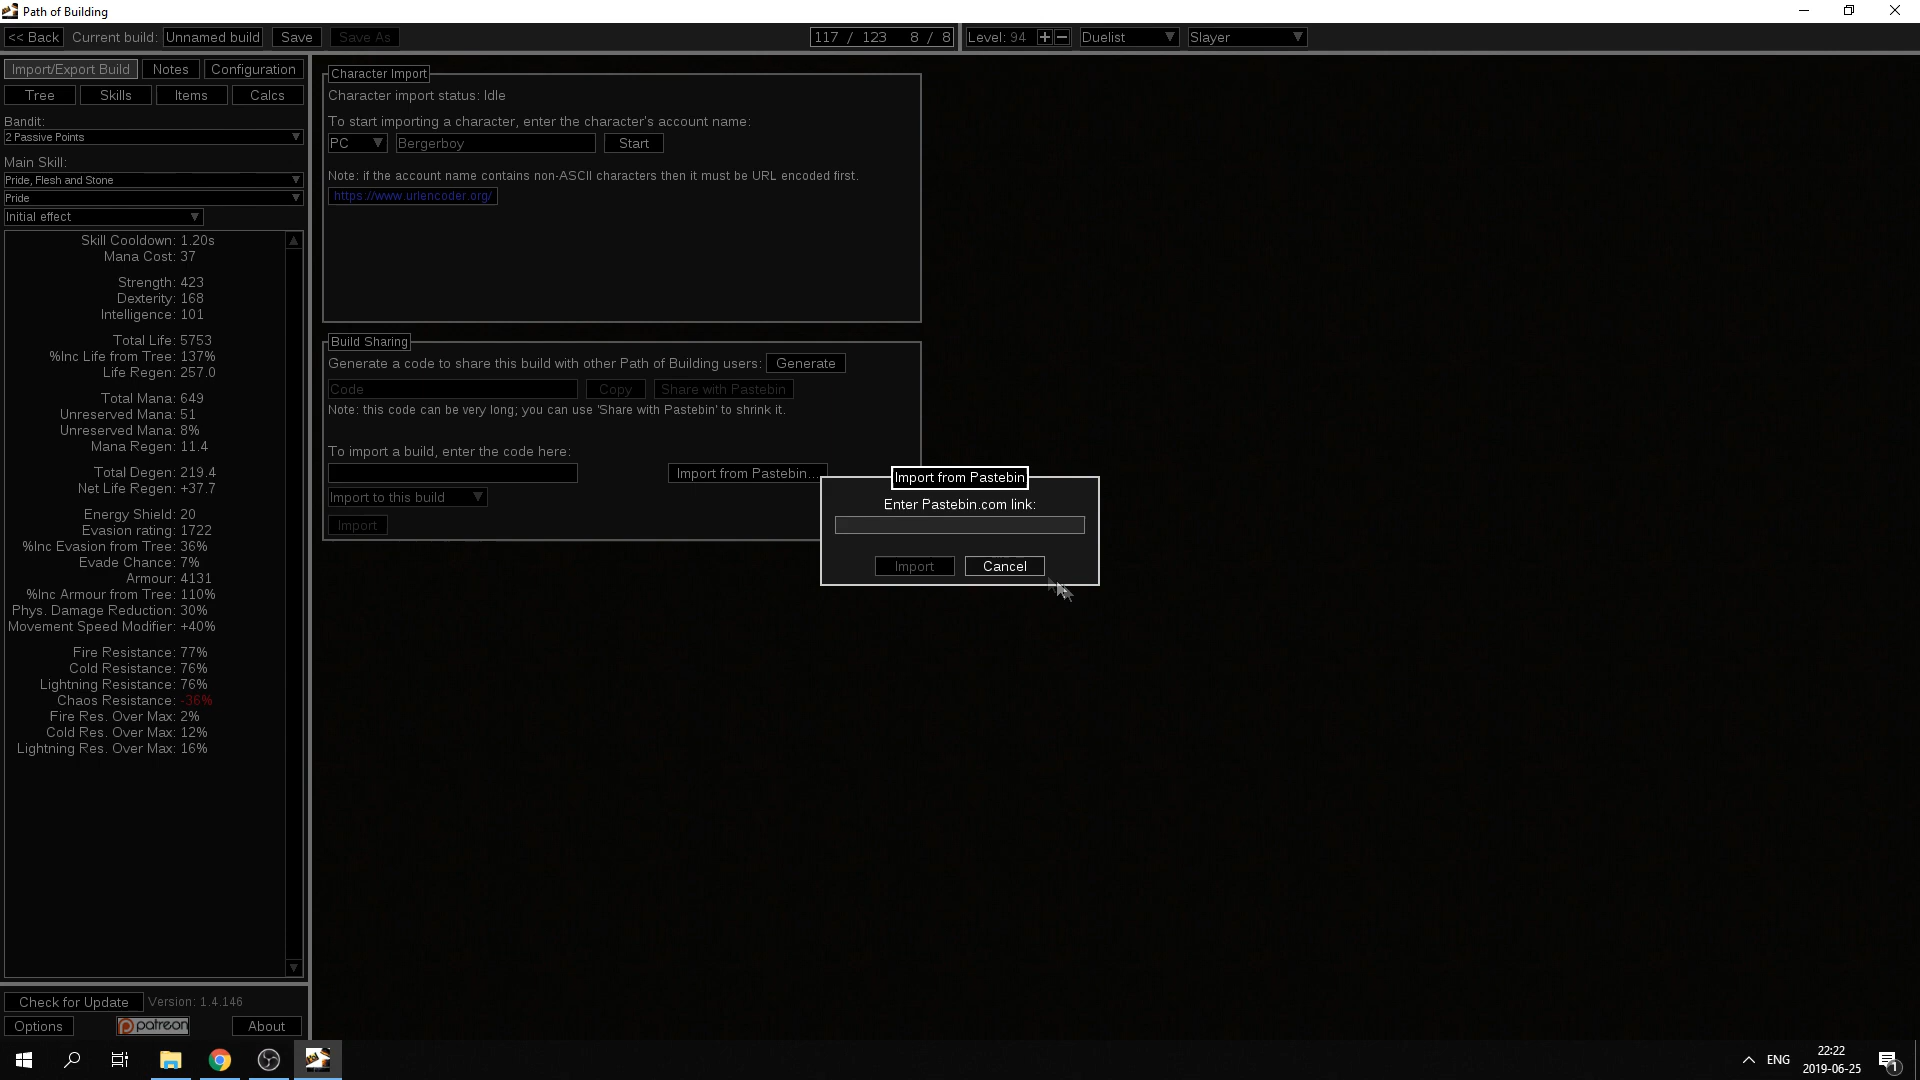 Path of Building
<< Back Current build: Unnamed build Save Save As 117 / 123 8 / 8 Level: 94 + − Duelist Slayer
Import/Export Build Notes Configuration
Tree Skills Items Calcs
Bandit:
2 Passive Points
Main Skill:
Pride, Flesh and Stone
Pride
Initial effect
Skill Cooldown: 1.20s
Mana Cost: 37
Strength: 423
Dexterity: 168
Intelligence: 101
Total Life: 5753
%Inc Life from Tree: 137%
Life Regen: 257.0
Total Mana: 649
Unreserved Mana: 51
Unreserved Mana: 8%
Mana Regen: 11.4
Total Degen: 219.4
Net Life Regen: +37.7
Energy Shield: 20
Evasion rating: 1722
%Inc Evasion from Tree: 36%
Evade Chance: 7%
Armour: 4131
%Inc Armour from Tree: 110%
Phys. Damage Reduction: 30%
Movement Speed Modifier: +40%
Fire Resistance: 77%
Cold Resistance: 76%
Lightning Resistance: 76%
Chaos Resistance: -36%
Fire Res. Over Max: 2%
Cold Res. Over Max: 12%
Lightning Res. Over Max: 16%
Check for Update Version: 1.4.146
Options patreon About
Character Import
Character import status: Idle
To start importing a character, enter the character's account name:
PC Bergerboy Start
Note: if the account name contains non-ASCII characters then it must be URL encoded first.
https://www.urlencoder.org/
Build Sharing
Generate a code to share this build with other Path of Building users: Generate
Code Copy Share with Pastebin
Note: this code can be very long; you can use 'Share with Pastebin' to shrink it.
To import a build, enter the code here:
Import from Pastebin...
Import to this build
Import
Import from Pastebin
Enter Pastebin.com link:
Import Cancel
ENG 22:22
2019-06-25
1